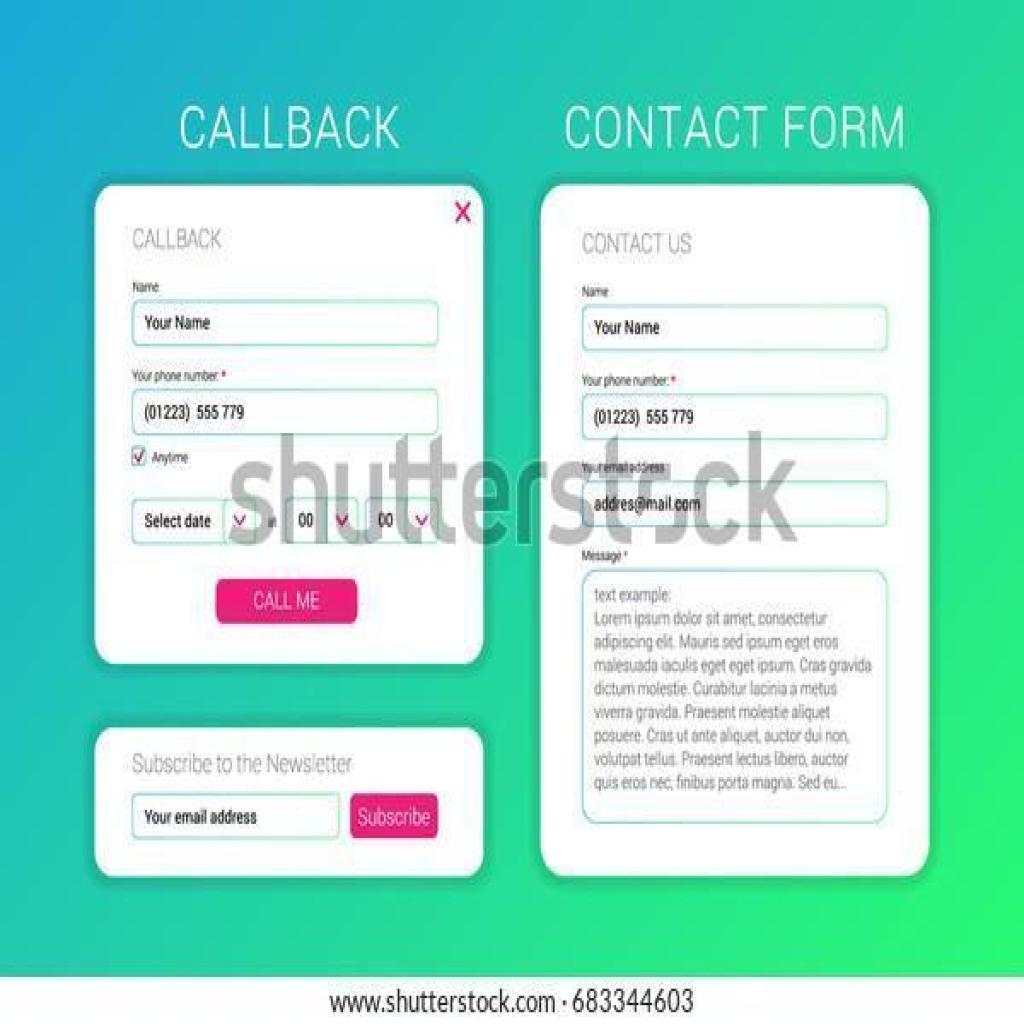 CALLBACK
CALLBACK
Name
Your Name
Your phone number: *
(01223) 555 779
Anytime
Select date
00
00
CALL ME
Subscribe to the Newsletter
Your email address
Subscribe
CONTACT FORM
CONTACT US
Name
Your Name
Your phone number: *
(01223) 555 779
Your email address
addres@mail.com
Message *
text example:
Lorem ipsum dolor sit amet, consectetur
adipiscing elit. Mauris sed ipsum eget eros
malesuada iaculis eget eget ipsum. Cras gravida
dictum molestie. Curabitur lacinia a metus
viverra gravida. Praesent molestie aliquet
posuere. Cras ut ante aliquet, auctor dui non,
volutpat tellus. Praesent lectus libero, auctor
quis eros nec, finibus porta magna. Sed eu...
shutterstock
www.shutterstock.com · 683344603